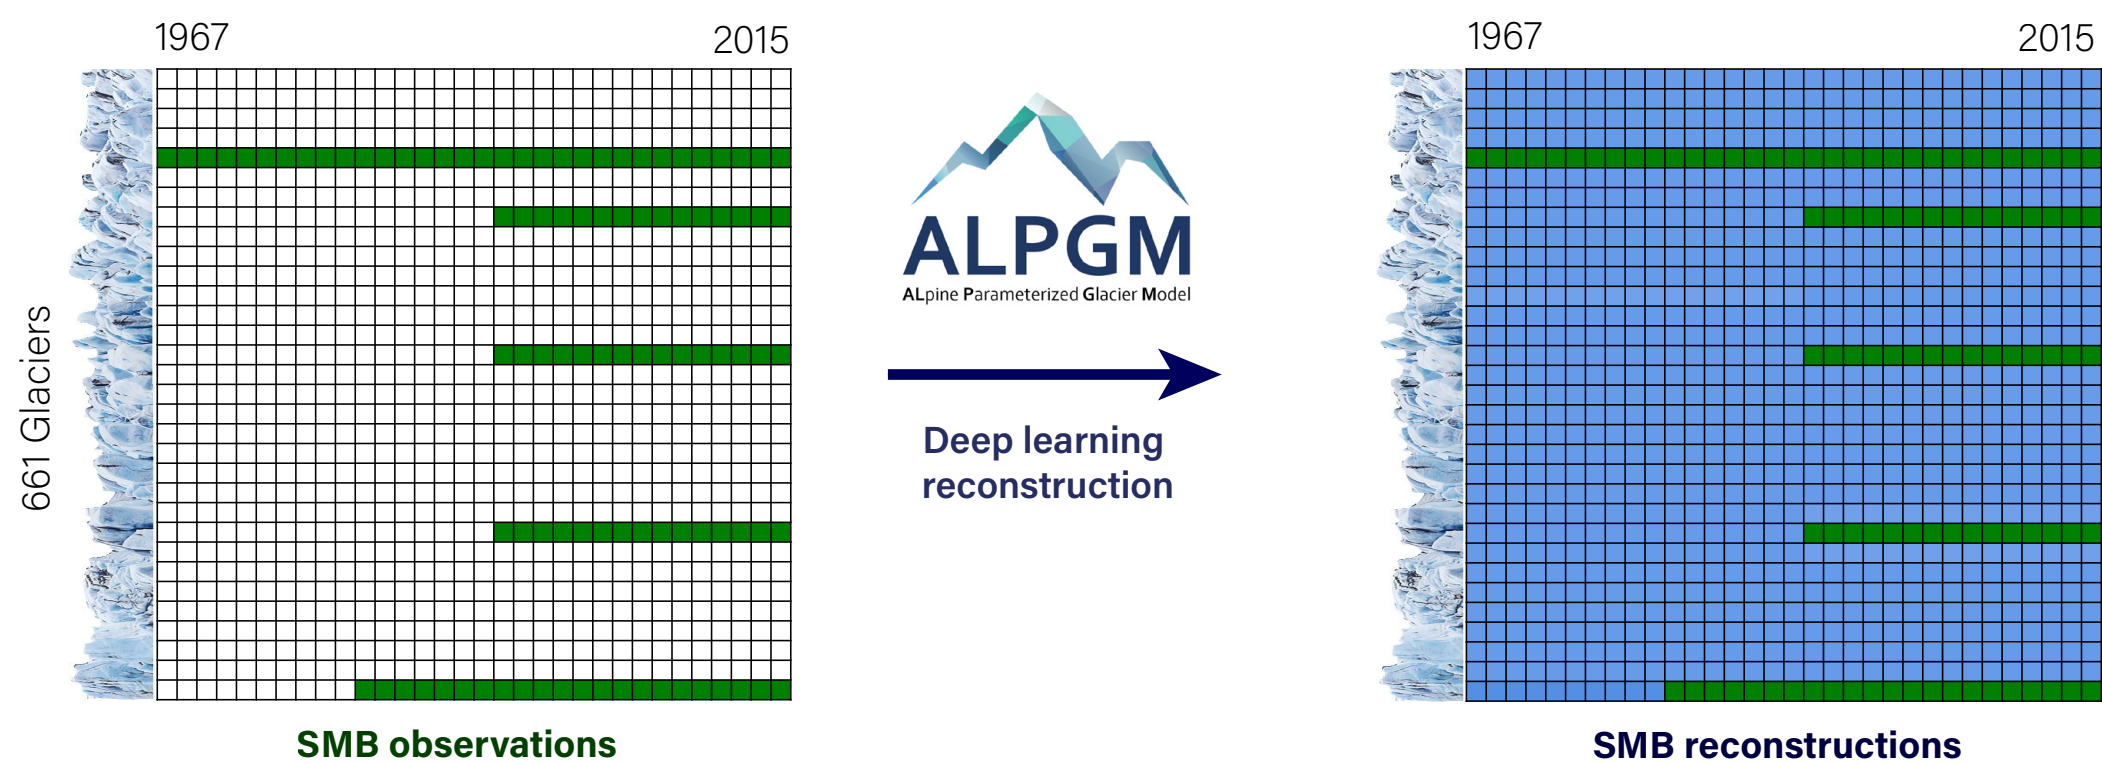 1967
2015
661 Glaciers
SMB observations
ALPGM
ALpine Parameterized Glacier Model
Deep learning
reconstruction
1967
2015
SMB reconstructions